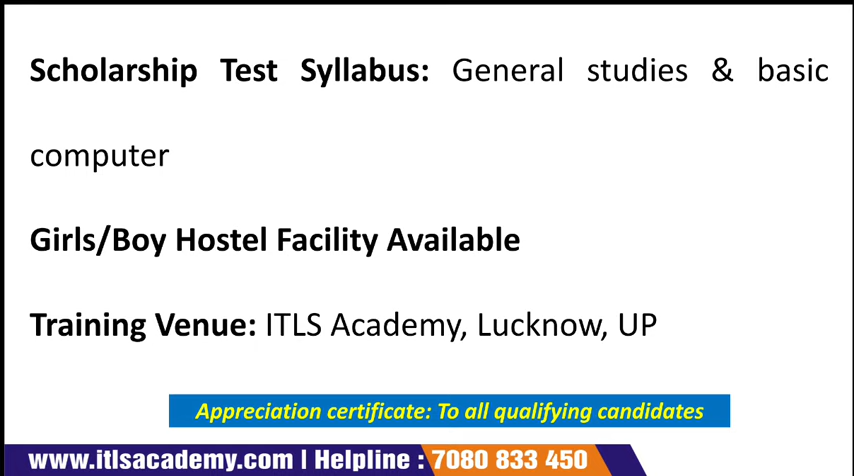 Scholarship Test Syllabus: General studies & basic
computer
Girls/Boy Hostel Facility Available
Training Venue: ITLS Academy, Lucknow, UP
Appreciation certificate: To all qualifying candidates
www.itlsacademy.com | Helpline : 7080 833 450